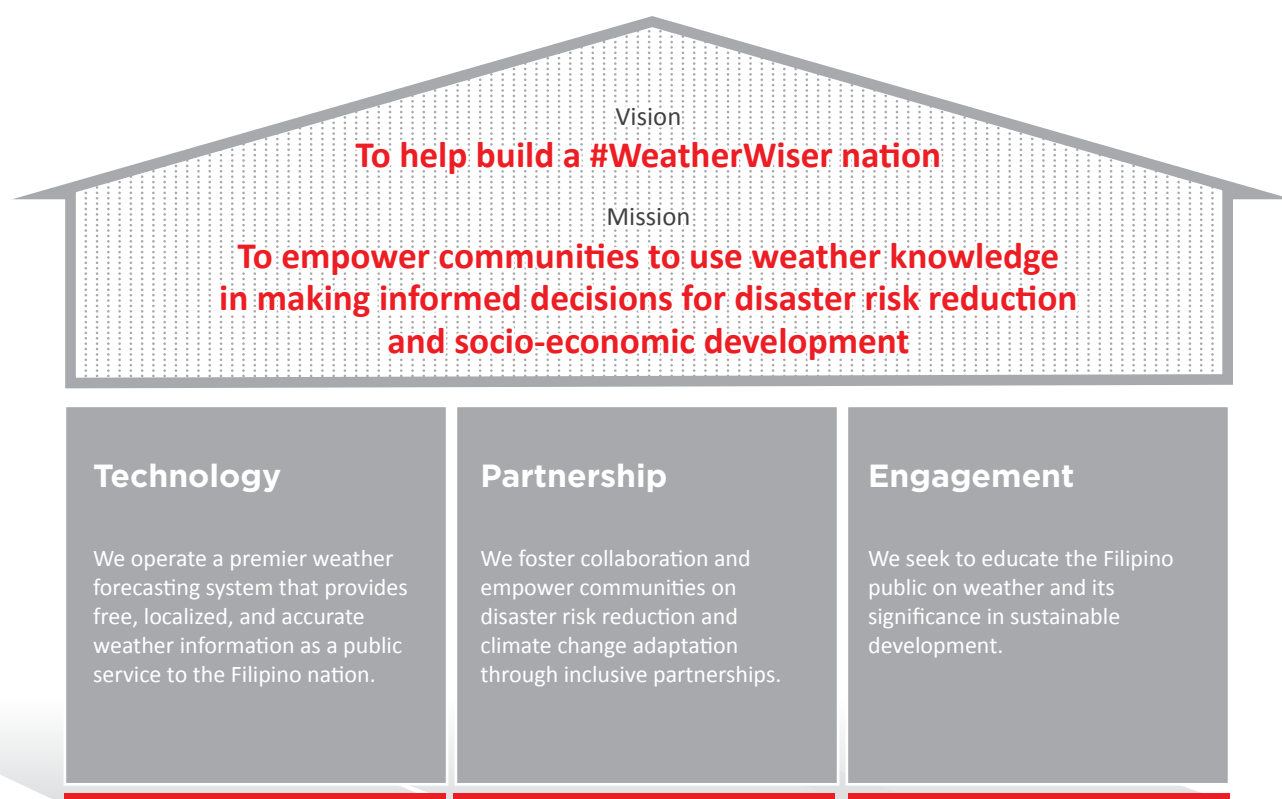 Vision
To help build a #WeatherWiser nation
Mission
To empower communities to use weather knowledge
in making informed decisions for disaster risk reduction
and socio-economic development
Technology
We operate a premier weather
forecasting system that provides
free, localized, and accurate
weather information as a public
service to the Filipino nation.
Partnership
We foster collaboration and
empower communities on
disaster risk reduction and
climate change adaptation
through inclusive partnerships.
Engagement
We seek to educate the Filipino
public on weather and its
significance in sustainable
development.